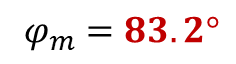 φₘ = 83.2°